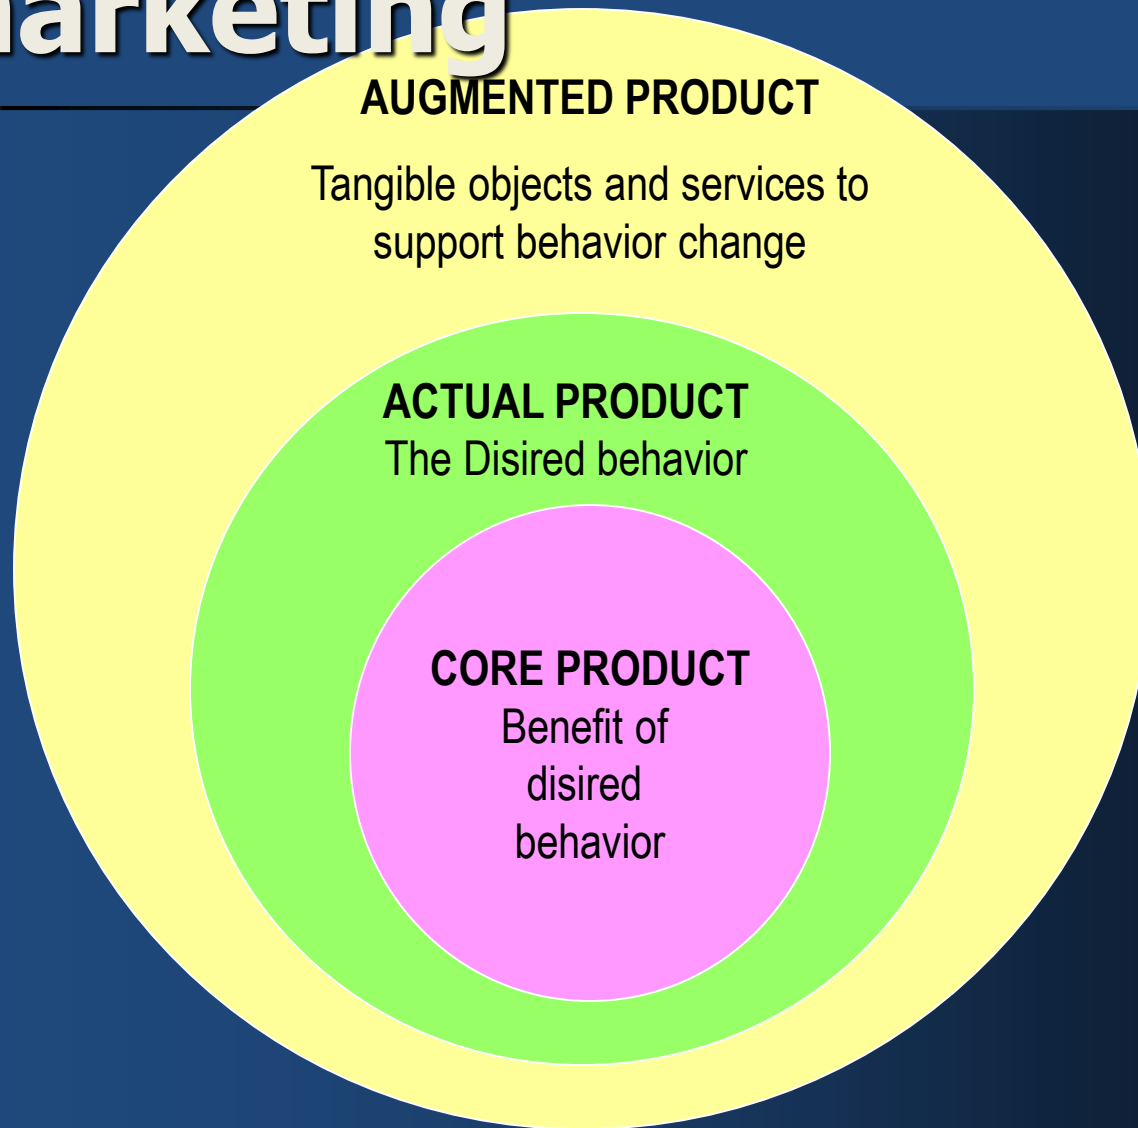 marketing
AUGMENTED PRODUCT
Tangible objects and services to
support behavior change
ACTUAL PRODUCT
The Disired behavior
CORE PRODUCT
Benefit of
disired
behavior